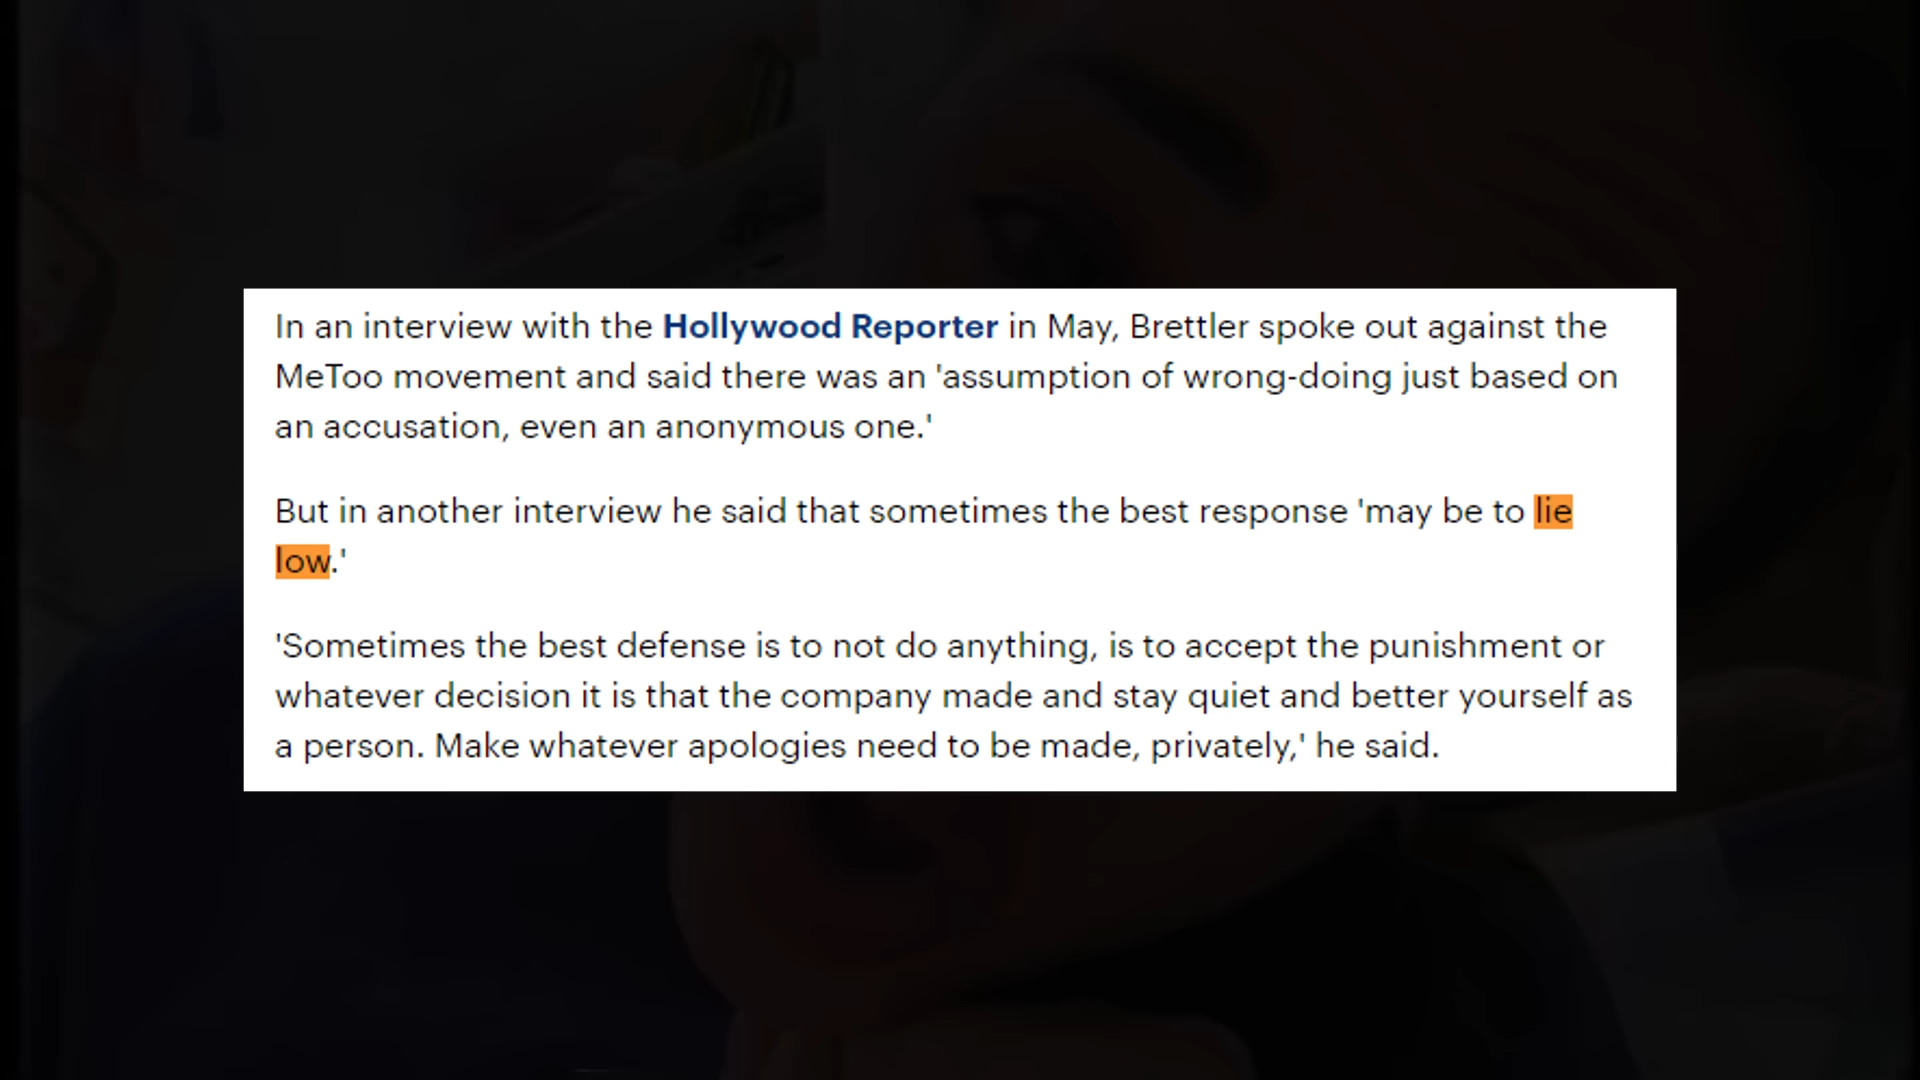 In an interview with the Hollywood Reporter in May, Brettler spoke out against the
MeToo movement and said there was an 'assumption of wrong-doing just based on
an accusation, even an anonymous one.'
But in another interview he said that sometimes the best response 'may be to lie
low.'
'Sometimes the best defense is to not do anything, is to accept the punishment or
whatever decision it is that the company made and stay quiet and better yourself as
a person. Make whatever apologies need to be made, privately,' he said.